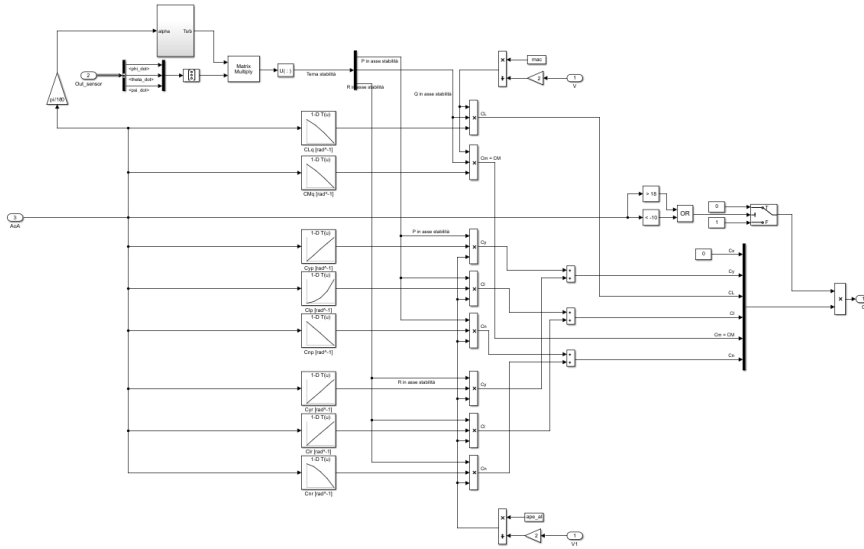 alpha
Tsrb
2
Out_sensor
<phi_dot>
<theta_dot>
<psi_dot>
Matrix
Multiply
U( : )
Terna stabilità
P in asse stabilità
R in asse stabilità
Q in asse stabilità
mac
2
1
V
pi/180
1-D T(u)
CLq [rad^-1]
CL
1-D T(u)
CMq [rad^-1]
Cm = CM
3
AoA
> 18
< -10
OR
0
1
T
F
P in asse stabilità
1-D T(u)
Cyp [rad^-1]
Cy
1-D T(u)
Clp [rad^-1]
Cl
1-D T(u)
Cnp [rad^-1]
Cn
0
Cx
Cy
CL
Cl
Cm = CM
Cn
1
R in asse stabilità
1-D T(u)
Cyr [rad^-1]
Cy
1-D T(u)
Clr [rad^-1]
Cl
1-D T(u)
Cnr [rad^-1]
Cn
2
1
V1